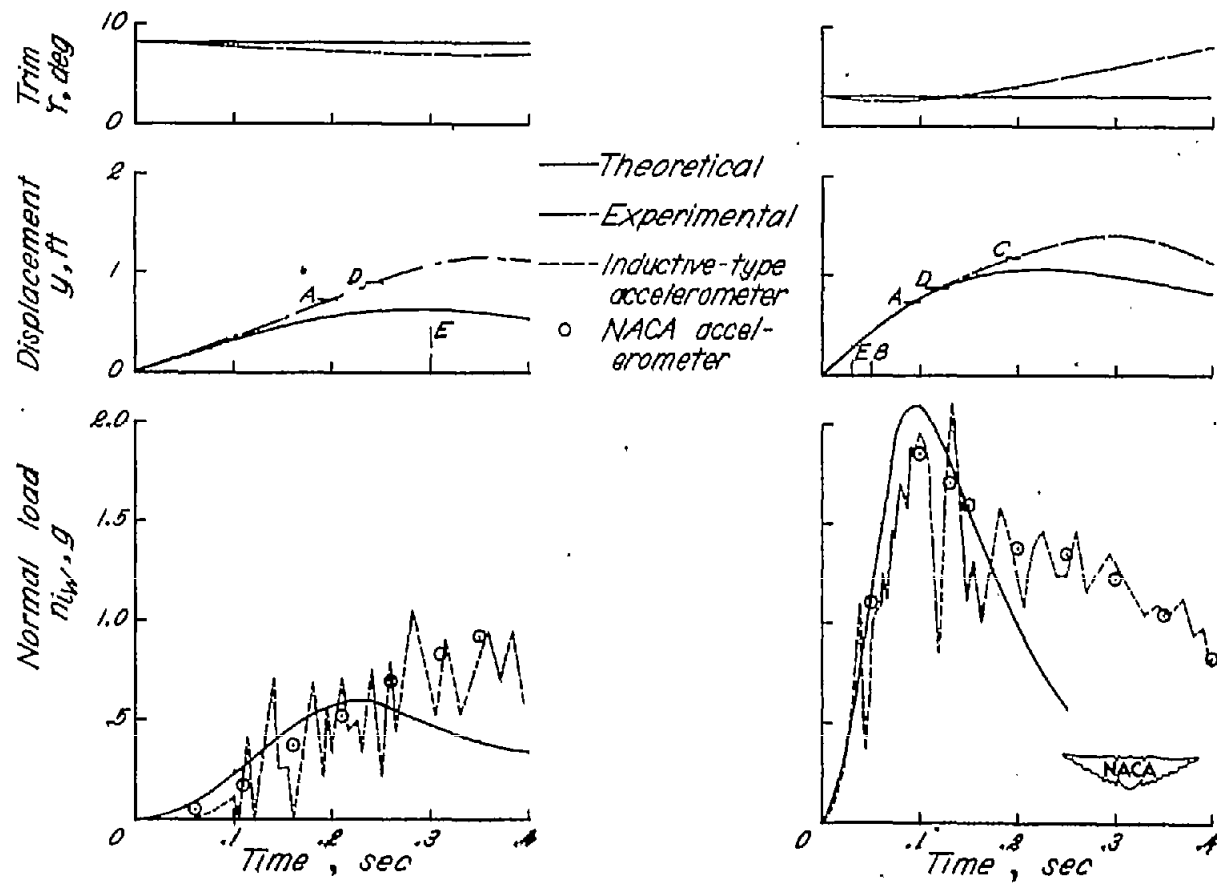 10
Trim
τ, deg
0
2
Displacement
y, ft
1
0
A
D
E
Theoretical
Experimental
Inductive-type
accelerometer
NACA accel-
erometer
A
D
C
E B
2.0
Normal load
n_iw, g
1.5
1.0
.5
0
.1 .2 .3 .4
Time, sec
NACA
0 .1 .2 .3 .4
Time, sec